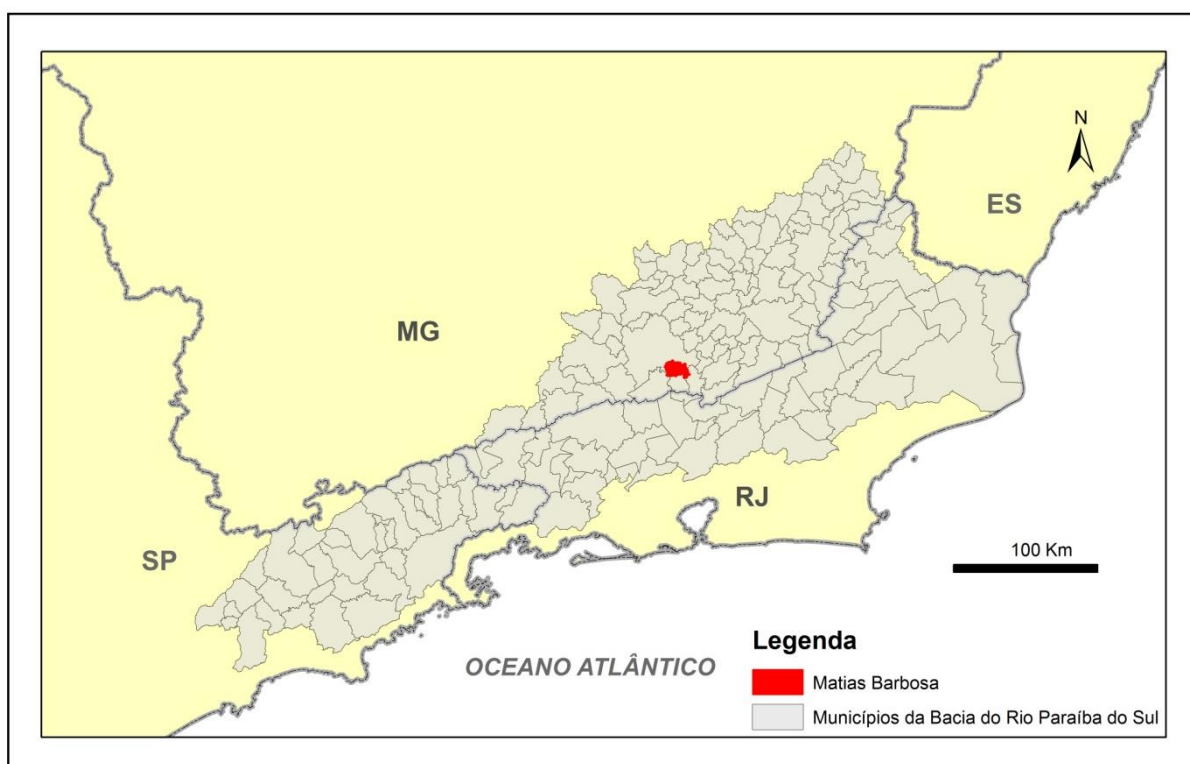 N
ES
MG
RJ
SP
100 Km
OCEANO ATLÂNTICO
Legenda
Matias Barbosa
Municípios da Bacia do Rio Paraíba do Sul